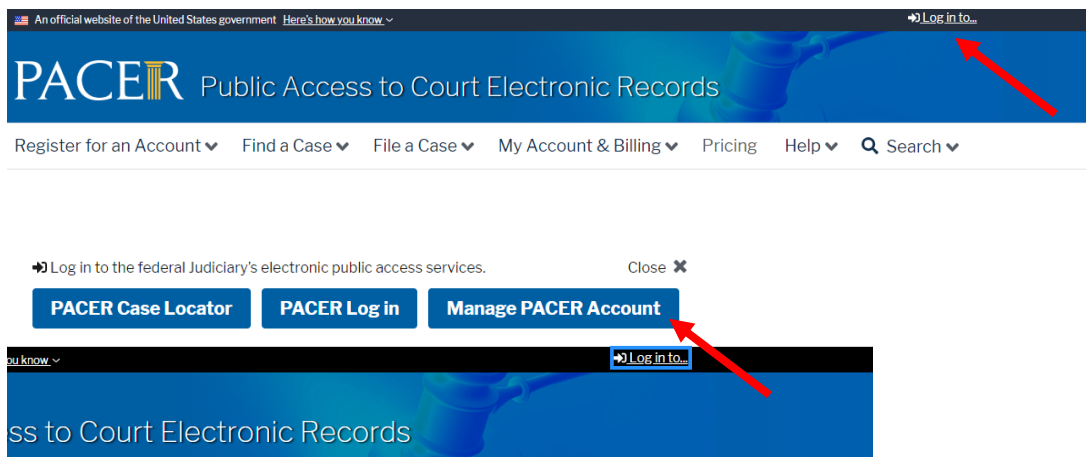 An official website of the United States government Here's how you know
Log in to...
PACER Public Access to Court Electronic Records
Register for an Account Find a Case File a Case My Account & Billing Pricing Help Search
Log in to the federal Judiciary's electronic public access services. Close
PACER Case Locator PACER Log in Manage PACER Account
ou know Log in to...
ss to Court Electronic Records